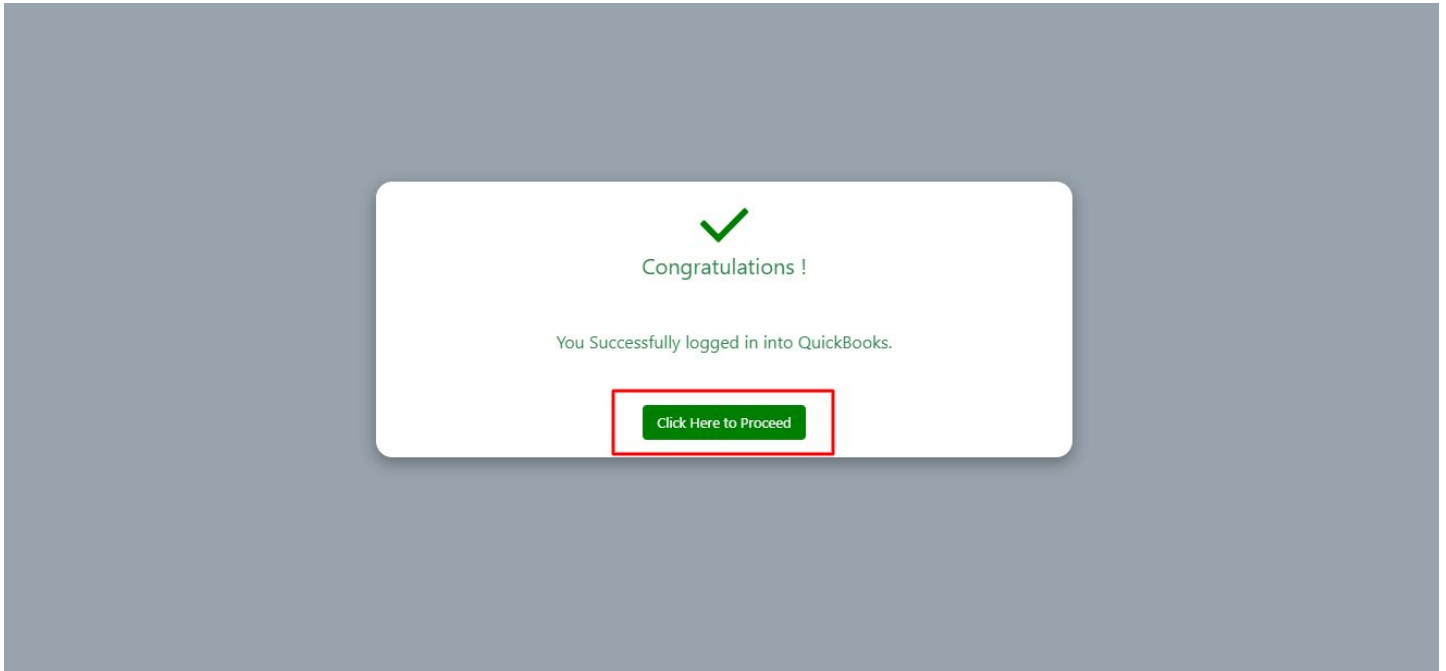 Congratulations !
You Successfully logged in into QuickBooks.
Click Here to Proceed